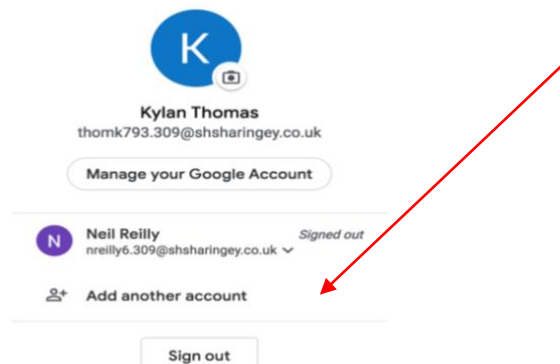 K
Kylan Thomas
thomk793.309@shsharingey.co.uk
Manage your Google Account
N
Neil Reilly
Signed out
nreilly6.309@shsharingey.co.uk
Add another account
Sign out